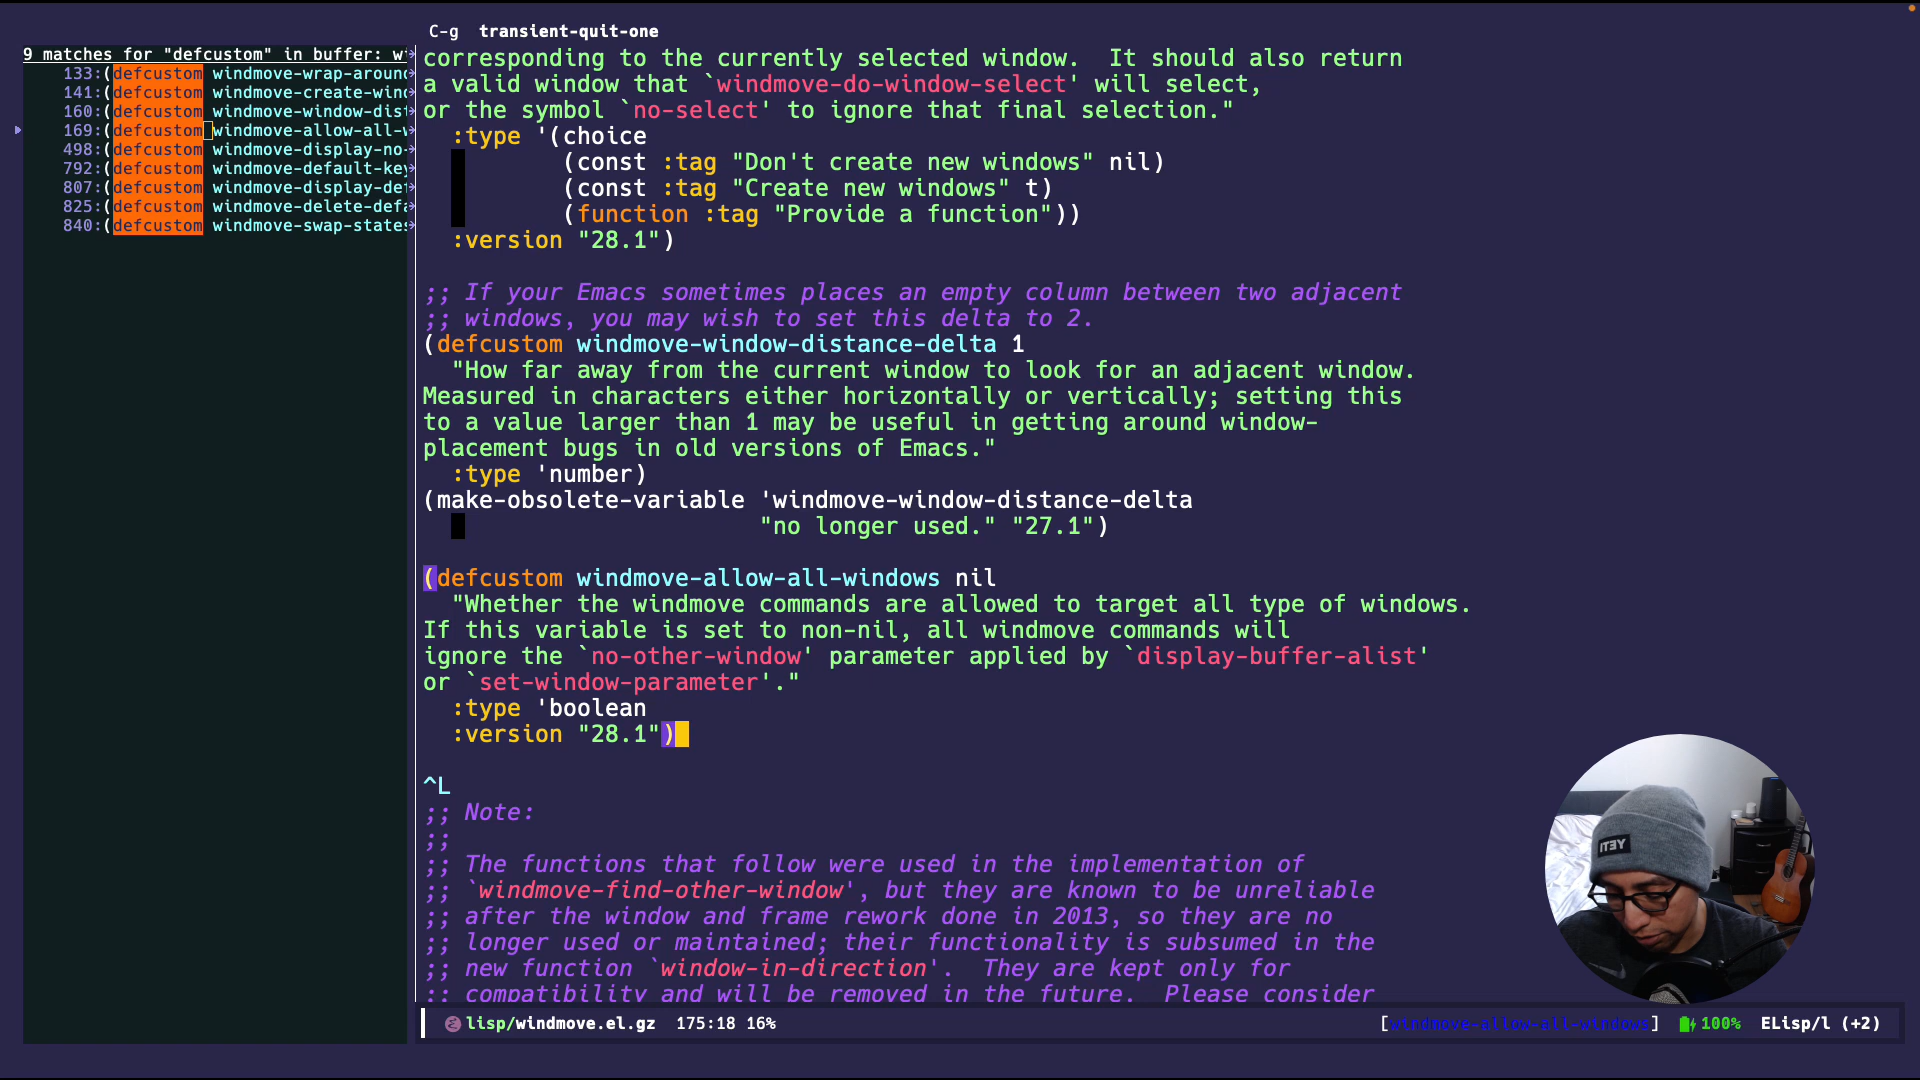 C-g  transient-quit-one
9 matches for "defcustom" in buffer: w
133:(defcustom windmove-wrap-around
141:(defcustom windmove-create-wind
160:(defcustom windmove-window-dist
169:(defcustom windmove-allow-all-w
498:(defcustom windmove-display-no-
792:(defcustom windmove-default-key
807:(defcustom windmove-display-def
825:(defcustom windmove-delete-defa
840:(defcustom windmove-swap-states
corresponding to the currently selected window.  It should also return
a valid window that `windmove-do-window-select' will select,
or the symbol `no-select' to ignore that final selection."
  :type '(choice
          (const :tag "Don't create new windows" nil)
          (const :tag "Create new windows" t)
          (function :tag "Provide a function"))
  :version "28.1")
;; If your Emacs sometimes places an empty column between two adjacent
;; windows, you may wish to set this delta to 2.
(defcustom windmove-window-distance-delta 1
  "How far away from the current window to look for an adjacent window.
Measured in characters either horizontally or vertically; setting this
to a value larger than 1 may be useful in getting around window-
placement bugs in old versions of Emacs."
  :type 'number)
(make-obsolete-variable 'windmove-window-distance-delta
                        "no longer used." "27.1")
(defcustom windmove-allow-all-windows nil
  "Whether the windmove commands are allowed to target all type of windows.
If this variable is set to non-nil, all windmove commands will
ignore the `no-other-window' parameter applied by `display-buffer-alist'
or `set-window-parameter'."
  :type 'boolean
  :version "28.1")
^L
;; Note:
;;
;; The functions that follow were used in the implementation of
;; `windmove-find-other-window', but they are known to be unreliable
;; after the window and frame rework done in 2013, so they are no
;; longer used or maintained; their functionality is subsumed in the
;; new function `window-in-direction'.  They are kept only for
;; compatibility and will be removed in the future.  Please consider
lisp/windmove.el.gz  175:18 16%
[windmove-allow-all-windows]  100%  ELisp/l (+2)
YETI